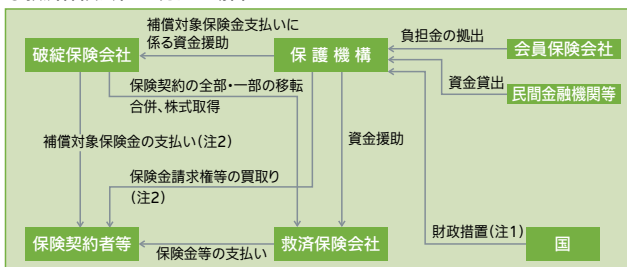 補償対象保険金支払いに
係る資金援助
破綻保険会社
保護機構
負担金の拠出
会員保険会社
資金貸出
民間金融機関等
保険契約の全部・一部の移転
合併、株式取得
補償対象保険金の支払い(注2)
資金援助
保険金請求権等の買取り
(注2)
財政措置(注1)
保険契約者等
保険金等の支払い
救済保険会社
国